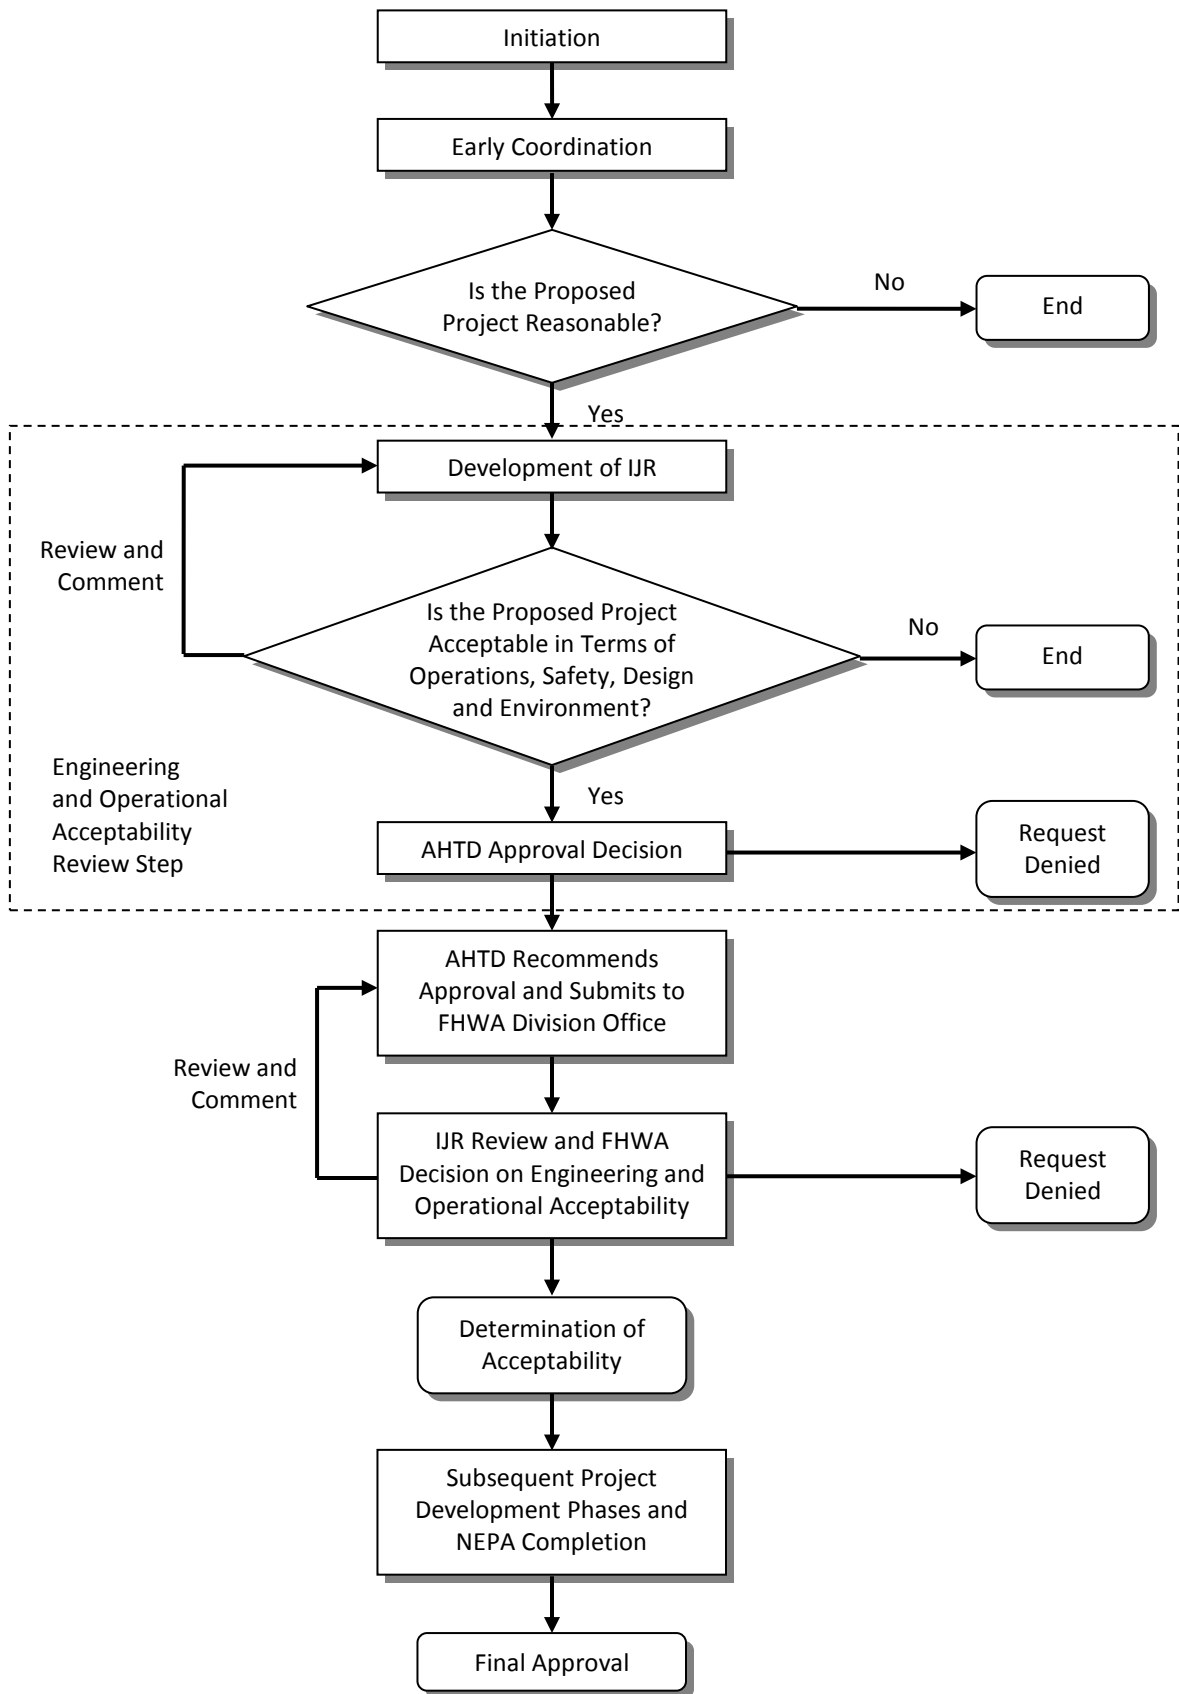 Initiation
Early Coordination
Is the Proposed
Project Reasonable?
No
End
Yes
Development of IJR
Review and
Comment
Is the Proposed Project
Acceptable in Terms of
Operations, Safety, Design
and Environment?
No
End
Engineering
and Operational
Acceptability
Review Step
Yes
AHTD Approval Decision
Request
Denied
AHTD Recommends
Approval and Submits to
FHWA Division Office
Review and
Comment
IJR Review and FHWA
Decision on Engineering and
Operational Acceptability
Request
Denied
Determination of
Acceptability
Subsequent Project
Development Phases and
NEPA Completion
Final Approval